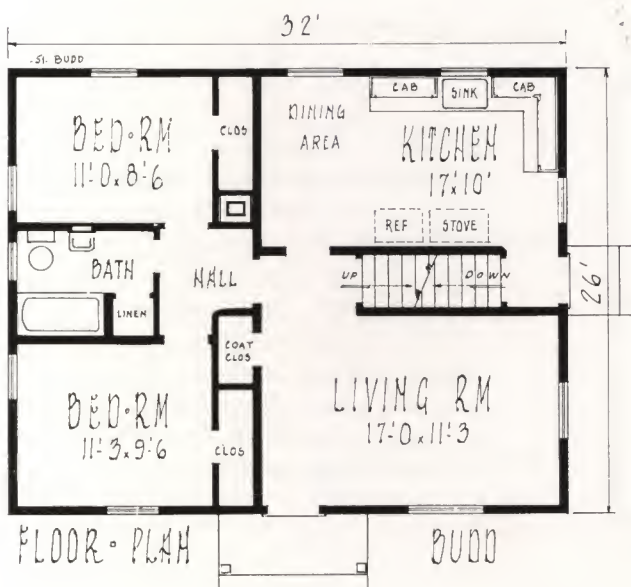 32'
·51· BUDD
BED·RM
11'-0 x 8'-6
CLOS
DINING
AREA
CAB
SINK
CAB
KITCHEN
17'x 10'
REF
STOVE
BATH
LINEN
HALL
UP
DOWN
26'
COAT
CLOS
BED·RM
11'-3 x 9'-6
CLOS
LIVING RM
17'-0 x 11'-3
FLOOR·PLAN
BUDD